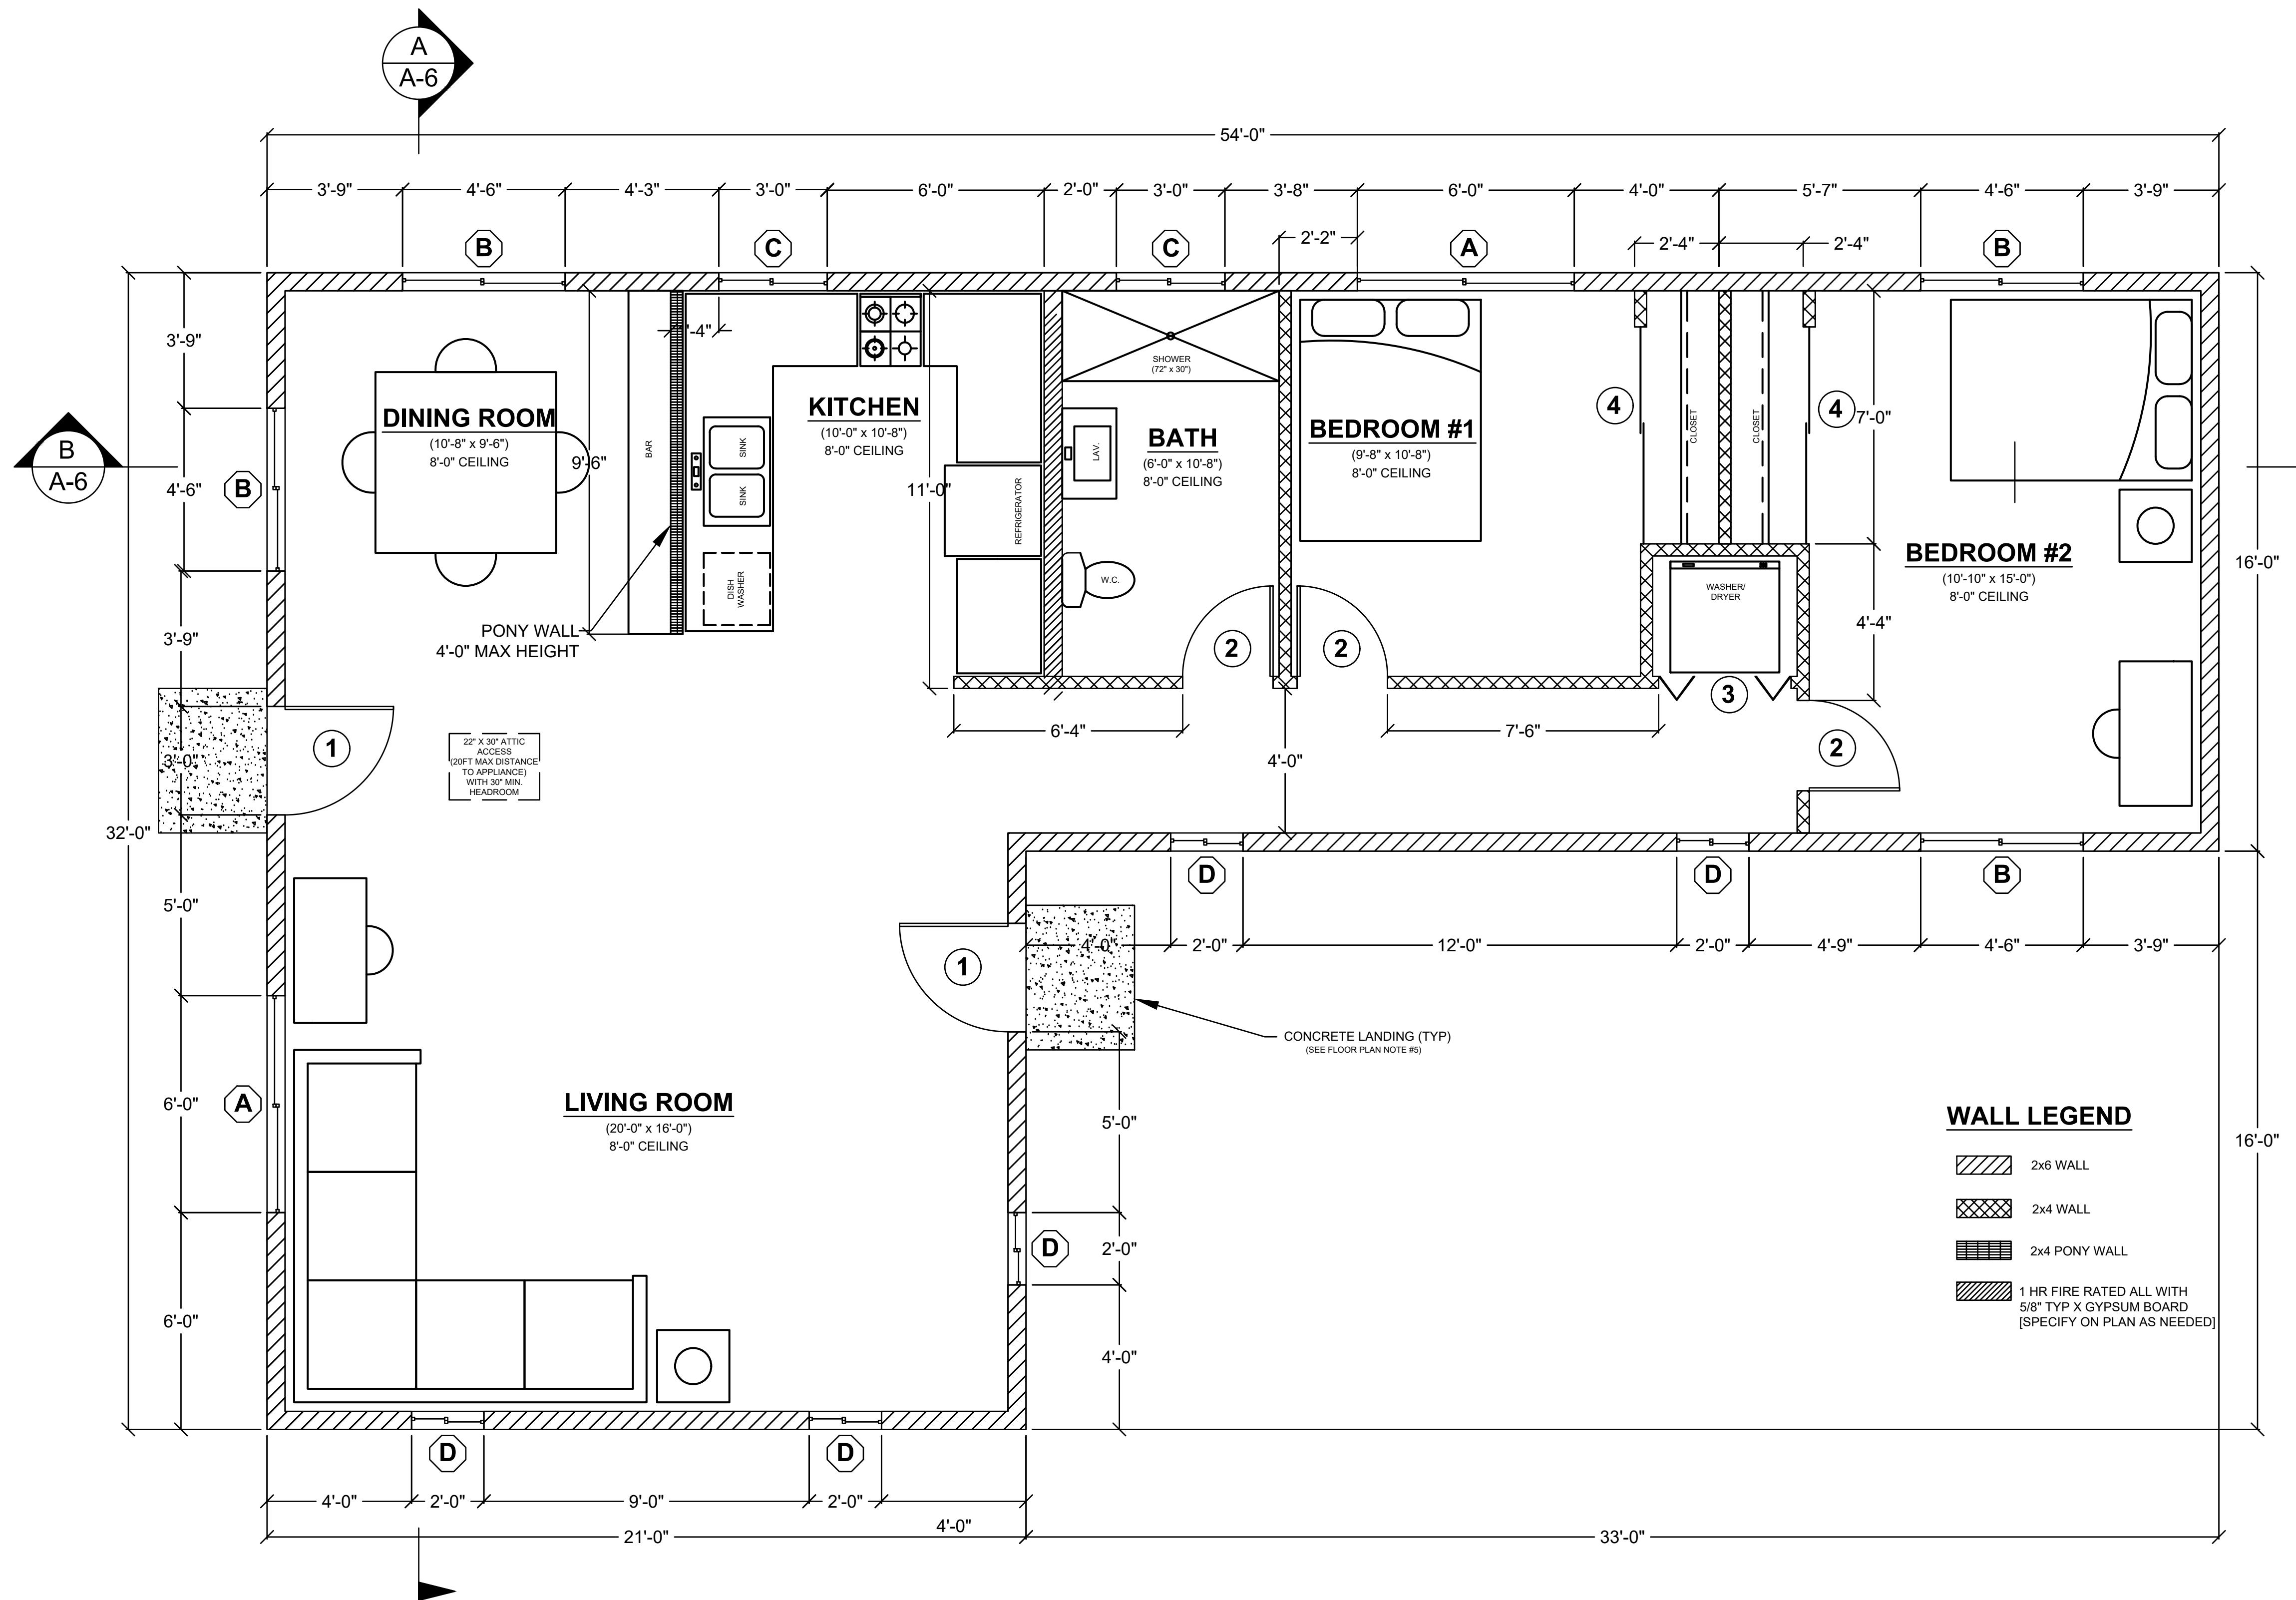 A
A-6
54'-0"
3'-9" 4'-6" 4'-3" 3'-0" 6'-0" 2'-0" 3'-0" 3'-8" 6'-0" 4'-0" 5'-7" 4'-6" 3'-9"
B C C 2'-2" A 2'-4" 2'-4" B
3'-9"
4'-6"
3'-9"
3'-0"
5'-0"
6'-0"
6'-0"
32'-0"
B
A-6
B
A
DINING ROOM
(10'-8" x 9'-6")
8'-0" CEILING
9'-6"
BAR
'-4"
SINK
SINK
DISH
WASHER
PONY WALL
4'-0" MAX HEIGHT
KITCHEN
(10'-0" x 10'-8")
8'-0" CEILING
11'-0"
REFRIGERATOR
SHOWER
(72" x 30")
BATH
(6'-0" x 10'-8")
8'-0" CEILING
LAV.
W.C.
2
BEDROOM #1
(9'-8" x 10'-8")
8'-0" CEILING
2
4
CLOSET
CLOSET
4
7'-0"
WASHER/
DRYER
3
4'-4"
BEDROOM #2
(10'-10" x 15'-0")
8'-0" CEILING
2
16'-0"
16'-0"
6'-4"
7'-6"
4'-0"
1
22" X 30" ATTIC
ACCESS
(20FT MAX DISTANCE
TO APPLIANCE)
WITH 30" MIN.
HEADROOM
D D B
4'-0" 2'-0" 12'-0" 2'-0" 4'-9" 4'-6" 3'-9"
1
CONCRETE LANDING (TYP)
(SEE FLOOR PLAN NOTE #5)
LIVING ROOM
(20'-0" x 16'-0")
8'-0" CEILING
5'-0"
D
2'-0"
4'-0"
WALL LEGEND
2x6 WALL
2x4 WALL
2x4 PONY WALL
1 HR FIRE RATED ALL WITH
5/8" TYP X GYPSUM BOARD
[SPECIFY ON PLAN AS NEEDED]
D D
4'-0" 2'-0" 9'-0" 2'-0" 4'-0"
21'-0" 33'-0"